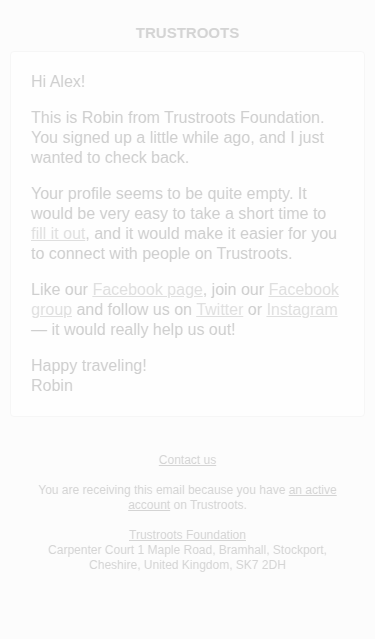 TRUSTROOTS
Hi Alex!
This is Robin from Trustroots Foundation.
You signed up a little while ago, and I just
wanted to check back.
Your profile seems to be quite empty. It
would be very easy to take a short time to
fill it out, and it would make it easier for you
to connect with people on Trustroots.
Like our Facebook page, join our Facebook
group and follow us on Twitter or Instagram
— it would really help us out!
Happy traveling!
Robin
Contact us
You are receiving this email because you have an active
account on Trustroots.
Trustroots Foundation
Carpenter Court 1 Maple Road, Bramhall, Stockport,
Cheshire, United Kingdom, SK7 2DH